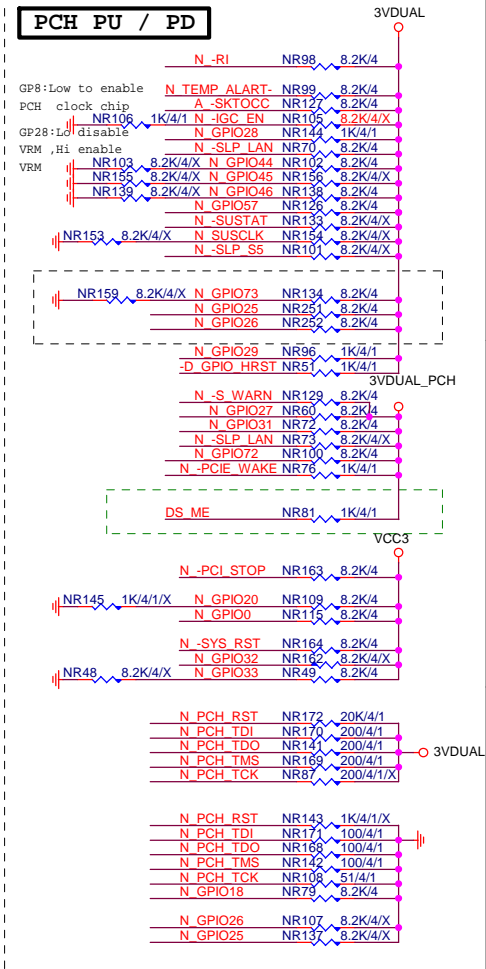 PCH PU / PD
3VDUAL
N_-RI NR98 8.2K/4
GP8:Low to enable
PCH clock chip
GP28:Lo disable
VRM ,Hi enable
VRM
N_TEMP_ALART- NR99 8.2K/4
A_-SKTOCC NR127 8.2K/4
NR106 1K/4/1 N_-IGC_EN NR105 8.2K/4/X
N_GPIO28 NR144 1K/4/1
N_-SLP_LAN NR70 8.2K/4
NR103 8.2K/4/X N_GPIO44 NR102 8.2K/4
NR155 8.2K/4/X N_GPIO45 NR156 8.2K/4/X
NR139 8.2K/4/X N_GPIO46 NR138 8.2K/4
N_GPIO57 NR126 8.2K/4
N_-SUSTAT NR133 8.2K/4/X
NR153 8.2K/4/X N_SUSCLK NR154 8.2K/4/X
N_-SLP_S5 NR101 8.2K/4/X
NR159 8.2K/4/X N_GPIO73 NR134 8.2K/4
N_GPIO25 NR251 8.2K/4
N_GPIO26 NR252 8.2K/4
N_GPIO29 NR96 1K/4/1
-D_GPIO_HRST NR51 1K/4/1
3VDUAL_PCH
N_-S_WARN NR129 8.2K/4
N_GPIO27 NR60 8.2K/4
N_GPIO31 NR72 8.2K/4
N_-SLP_LAN NR73 8.2K/4/X
N_GPIO72 NR100 8.2K/4
N_-PCIE_WAKE NR76 1K/4/1
DS_ME NR81 1K/4/1
VCC3
N_-PCI_STOP NR163 8.2K/4
NR145 1K/4/1/X N_GPIO20 NR109 8.2K/4
N_GPIO0 NR115 8.2K/4
N_-SYS_RST NR164 8.2K/4
N_GPIO32 NR162 8.2K/4/X
NR48 8.2K/4/X N_GPIO33 NR49 8.2K/4
N_PCH_RST NR172 20K/4/1
N_PCH_TDI NR170 200/4/1
N_PCH_TDO NR141 200/4/1
3VDUAL
N_PCH_TMS NR169 200/4/1
N_PCH_TCK NR87 200/4/1/X
N_PCH_RST NR143 1K/4/1/X
N_PCH_TDI NR171 100/4/1
N_PCH_TDO NR168 100/4/1
N_PCH_TMS NR142 100/4/1
N_PCH_TCK NR108 51/4/1
N_GPIO18 NR79 8.2K/4
N_GPIO26 NR107 8.2K/4/X
N_GPIO25 NR137 8.2K/4/X